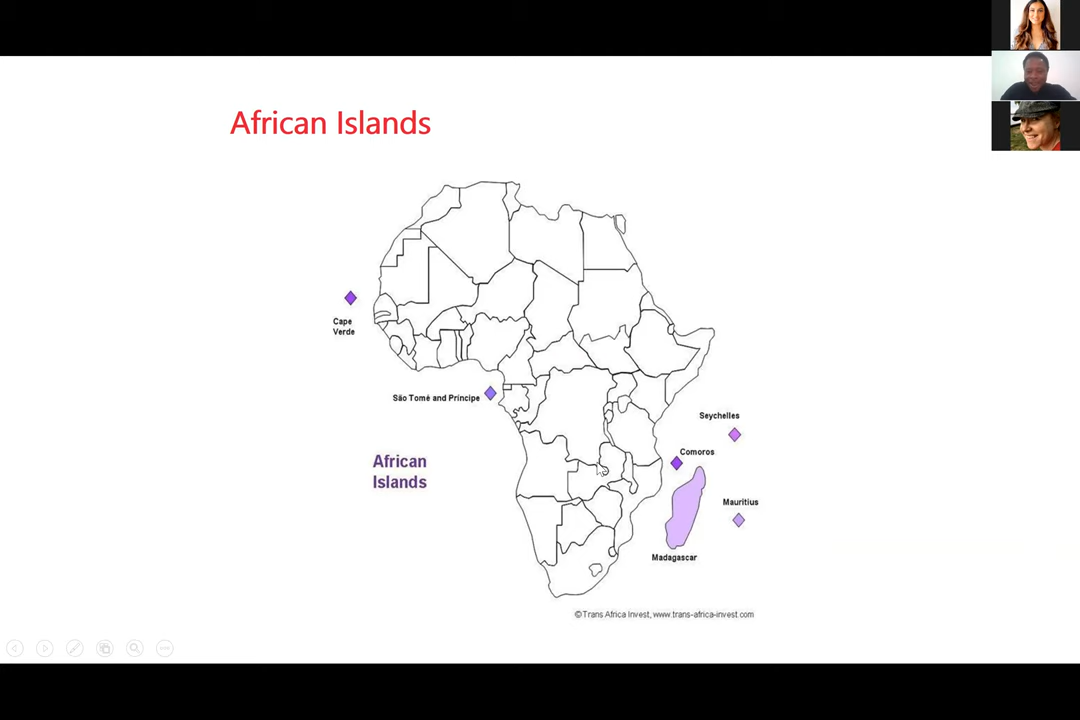 African Islands
Cape
Verde
São Tomé and Príncipe
Seychelles
Comoros
African
Islands
Mauritius
Madagascar
©Trans Africa Invest, www.trans-africa-invest.com